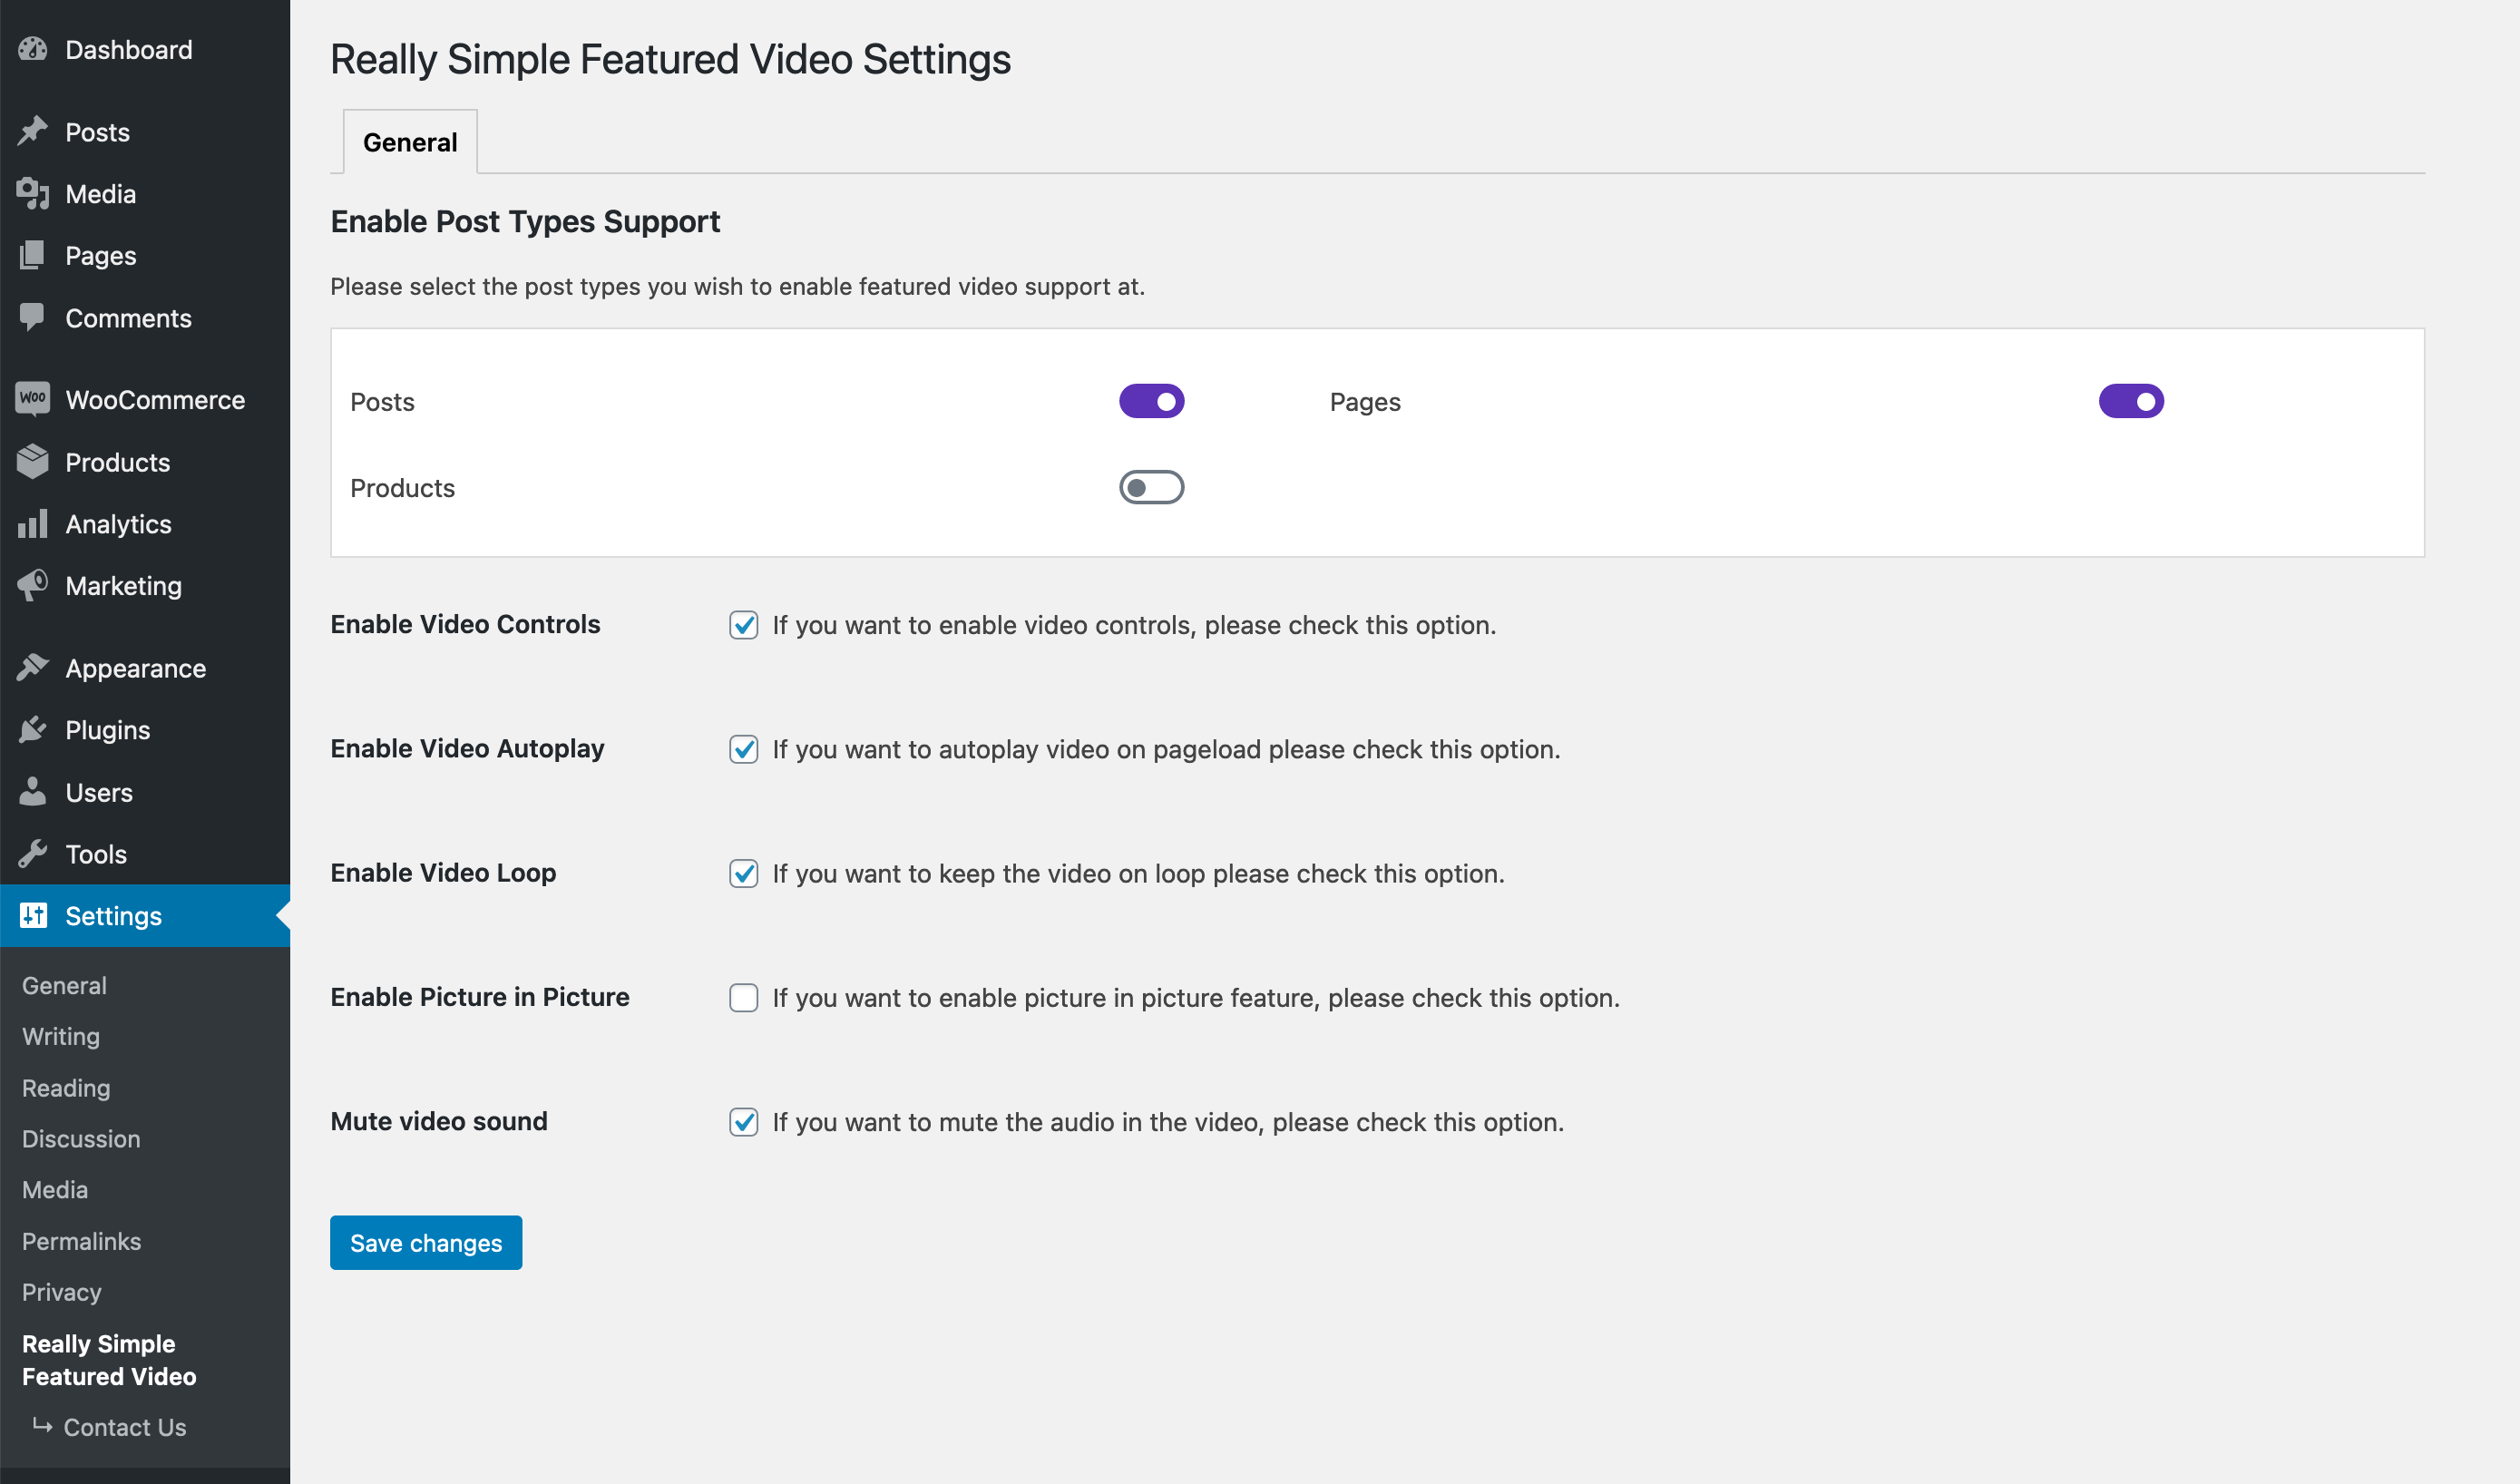 Dashboard
Posts
Media
Pages
Comments
Woo WooCommerce
Products
Analytics
Marketing
Appearance
Plugins
Users
Tools
Settings
General
Writing
Reading
Discussion
Media
Permalinks
Privacy
Really Simple
Featured Video
Contact Us
Really Simple Featured Video Settings
General
Enable Post Types Support
Please select the post types you wish to enable featured video support at.
Posts
Pages
Products
Enable Video Controls
If you want to enable video controls, please check this option.
Enable Video Autoplay
If you want to autoplay video on pageload please check this option.
Enable Video Loop
If you want to keep the video on loop please check this option.
Enable Picture in Picture
If you want to enable picture in picture feature, please check this option.
Mute video sound
If you want to mute the audio in the video, please check this option.
Save changes